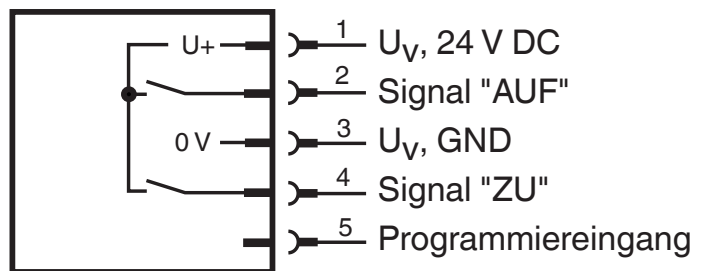 U+ 1 U_V, 24 V DC
2 Signal "AUF"
0 V 3 U_V, GND
4 Signal "ZU"
5 Programmiereingang